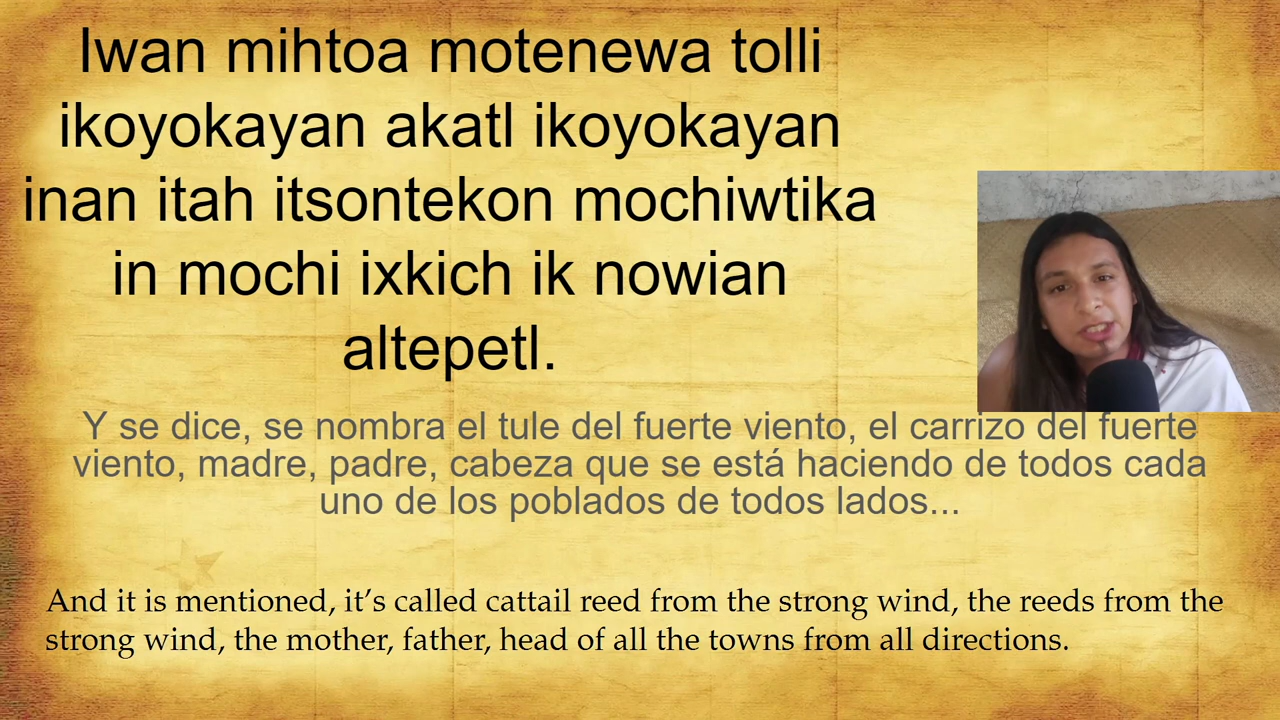 Iwan mihtoa motenewa tolli
ikoyokayan akatl ikoyokayan
inan itah itsontekon mochiwtika
in mochi ixkich ik nowian
altepetl.
Y se dice, se nombra el tule del fuerte viento, el carrizo del fuerte
viento, madre, padre, cabeza que se está haciendo de todos cada
uno de los poblados de todos lados...
And it is mentioned, it’s called cattail reed from the strong wind, the reeds from the
strong wind, the mother, father, head of all the towns from all directions.